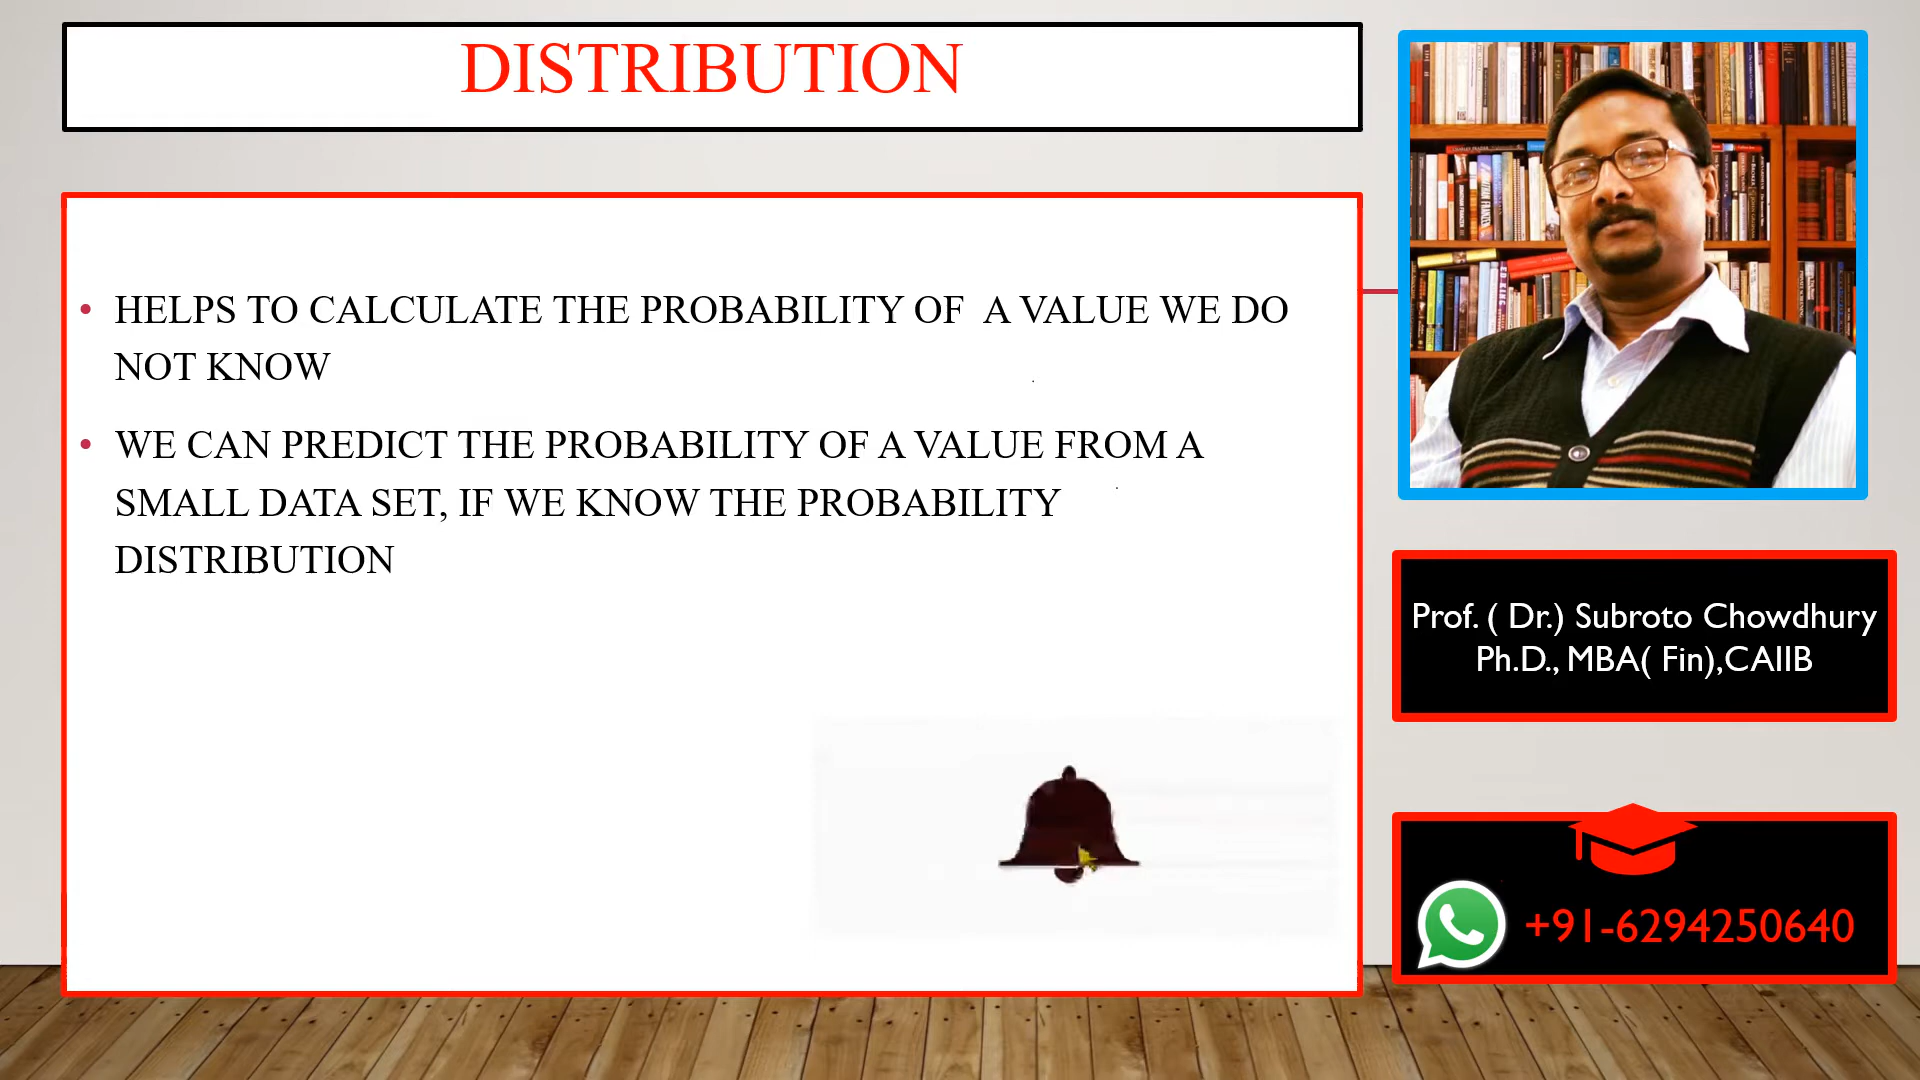 DISTRIBUTION
• HELPS TO CALCULATE THE PROBABILITY OF A VALUE WE DO
NOT KNOW
• WE CAN PREDICT THE PROBABILITY OF A VALUE FROM A
SMALL DATA SET, IF WE KNOW THE PROBABILITY
DISTRIBUTION
Prof. ( Dr.) Subroto Chowdhury
Ph.D., MBA( Fin),CAIIB
+91-6294250640